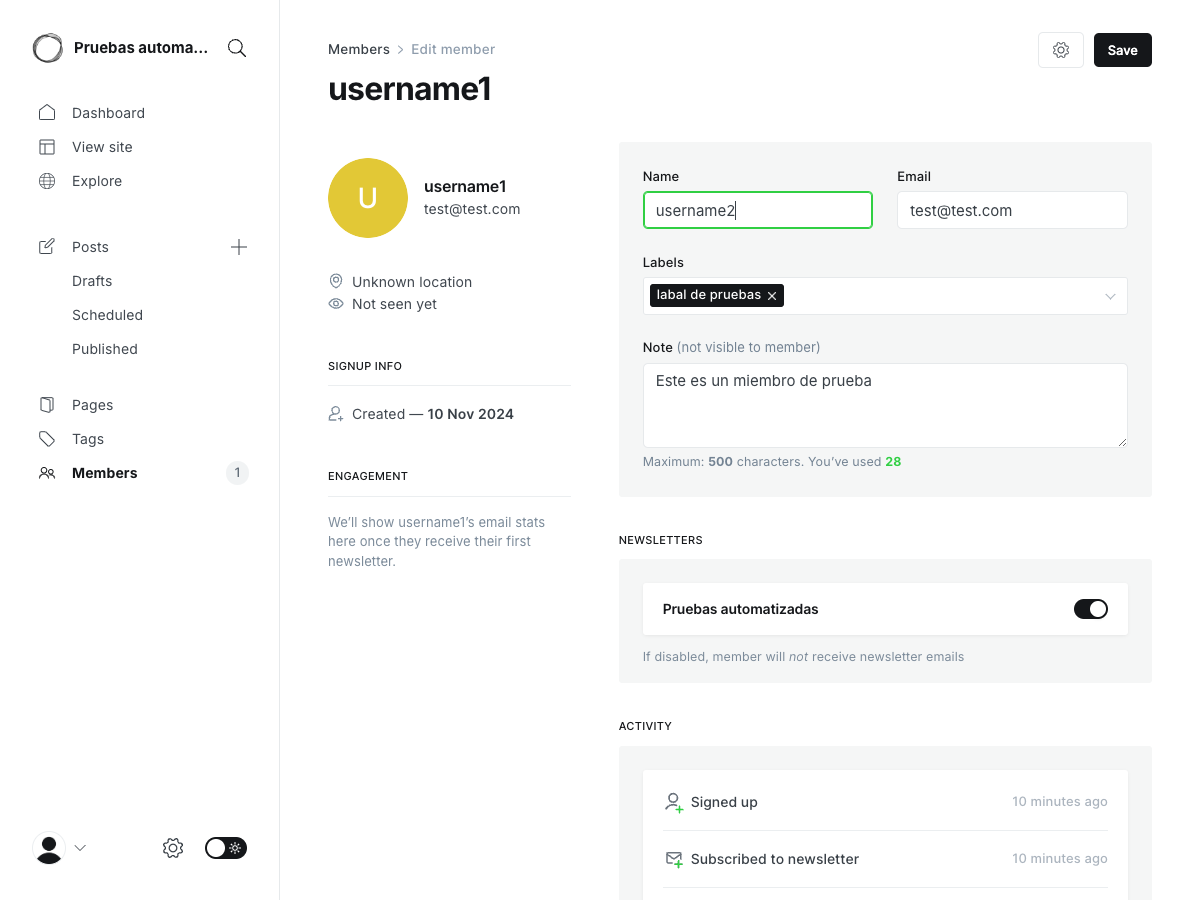 Pruebas automa...
Dashboard
View site
Explore
Posts
Drafts
Scheduled
Published
Pages
Tags
Members 1
Members > Edit member
Save
username1
U
username1
test@test.com
Unknown location
Not seen yet
SIGNUP INFO
Created — 10 Nov 2024
ENGAGEMENT
We'll show username1's email stats
here once they receive their first
newsletter.
Name
username2
Email
test@test.com
Labels
labal de pruebas
Note (not visible to member)
Este es un miembro de prueba
Maximum: 500 characters. You've used 28
NEWSLETTERS
Pruebas automatizadas
If disabled, member will not receive newsletter emails
ACTIVITY
Signed up 10 minutes ago
Subscribed to newsletter 10 minutes ago